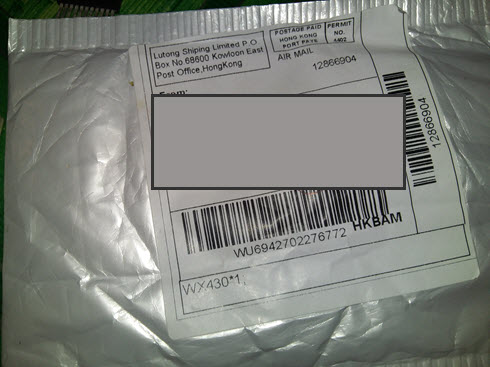 Lutong Shiping Limited P O
Box No 68600 Kowloon East
Post Office,HongKong
POSTAGE PAID
HONG KONG
PORT PAYE
PERMIT
NO.
4402
AIR MAIL
12866904
From:
12866904
HKBAM
WU6942702276772
WX430*1